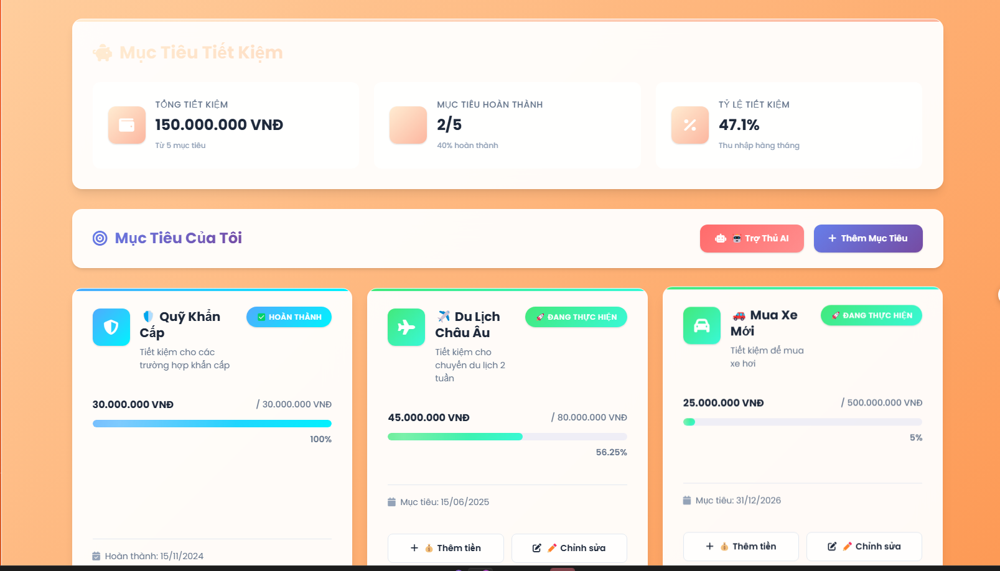 Mục Tiêu Tiết Kiệm
TỔNG TIẾT KIỆM
150.000.000 VNĐ
Từ 5 mục tiêu
MỤC TIÊU HOÀN THÀNH
2/5
40% hoàn thành
TỶ LỆ TIẾT KIỆM
47.1%
Thu nhập hàng tháng
Mục Tiêu Của Tôi
Trợ Thủ AI
+ Thêm Mục Tiêu
Quỹ Khẩn
Cấp
HOÀN THÀNH
Tiết kiệm cho các
trường hợp khẩn cấp
30.000.000 VNĐ
/ 30.000.000 VNĐ
100%
Hoàn thành: 15/11/2024
Du Lịch
Châu Âu
ĐANG THỰC HIỆN
Tiết kiệm cho
chuyến du lịch 2
tuần
45.000.000 VNĐ
/ 80.000.000 VNĐ
56.25%
Mục tiêu: 15/06/2025
+ Thêm tiền
Chỉnh sửa
Mua Xe
Mới
ĐANG THỰC HIỆN
Tiết kiệm để mua
xe hơi
25.000.000 VNĐ
/ 500.000.000 VNĐ
5%
Mục tiêu: 31/12/2026
+ Thêm tiền
Chỉnh sửa